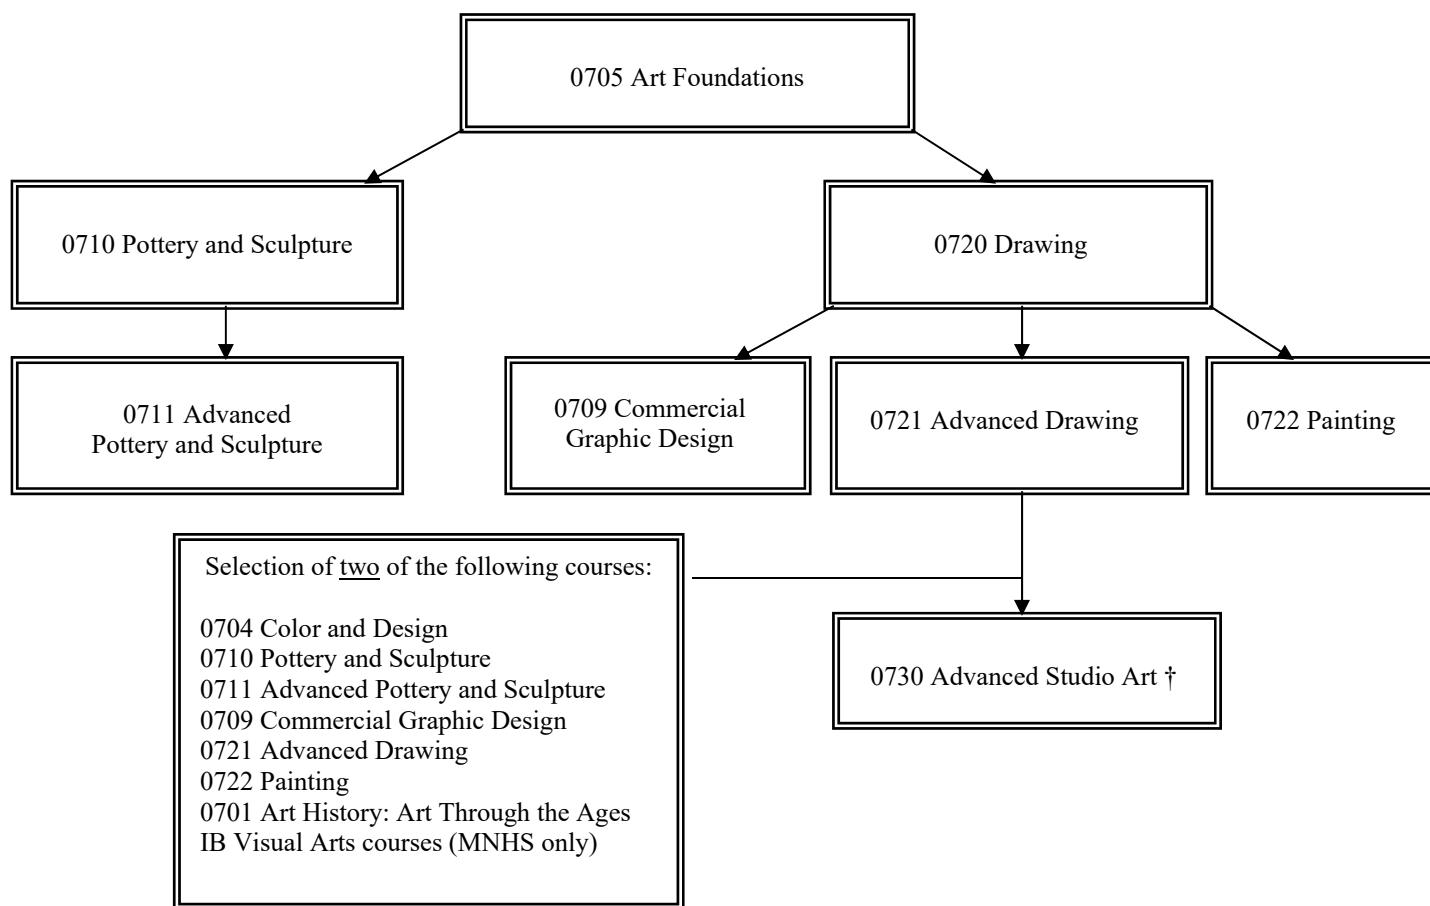 0705 Art Foundations
0710 Pottery and Sculpture
0720 Drawing
0711 Advanced
Pottery and Sculpture
0709 Commercial
Graphic Design
0721 Advanced Drawing
0722 Painting
Selection of two of the following courses:
0704 Color and Design
0710 Pottery and Sculpture
0711 Advanced Pottery and Sculpture
0709 Commercial Graphic Design
0721 Advanced Drawing
0722 Painting
0701 Art History: Art Through the Ages
IB Visual Arts courses (MNHS only)
0730 Advanced Studio Art †